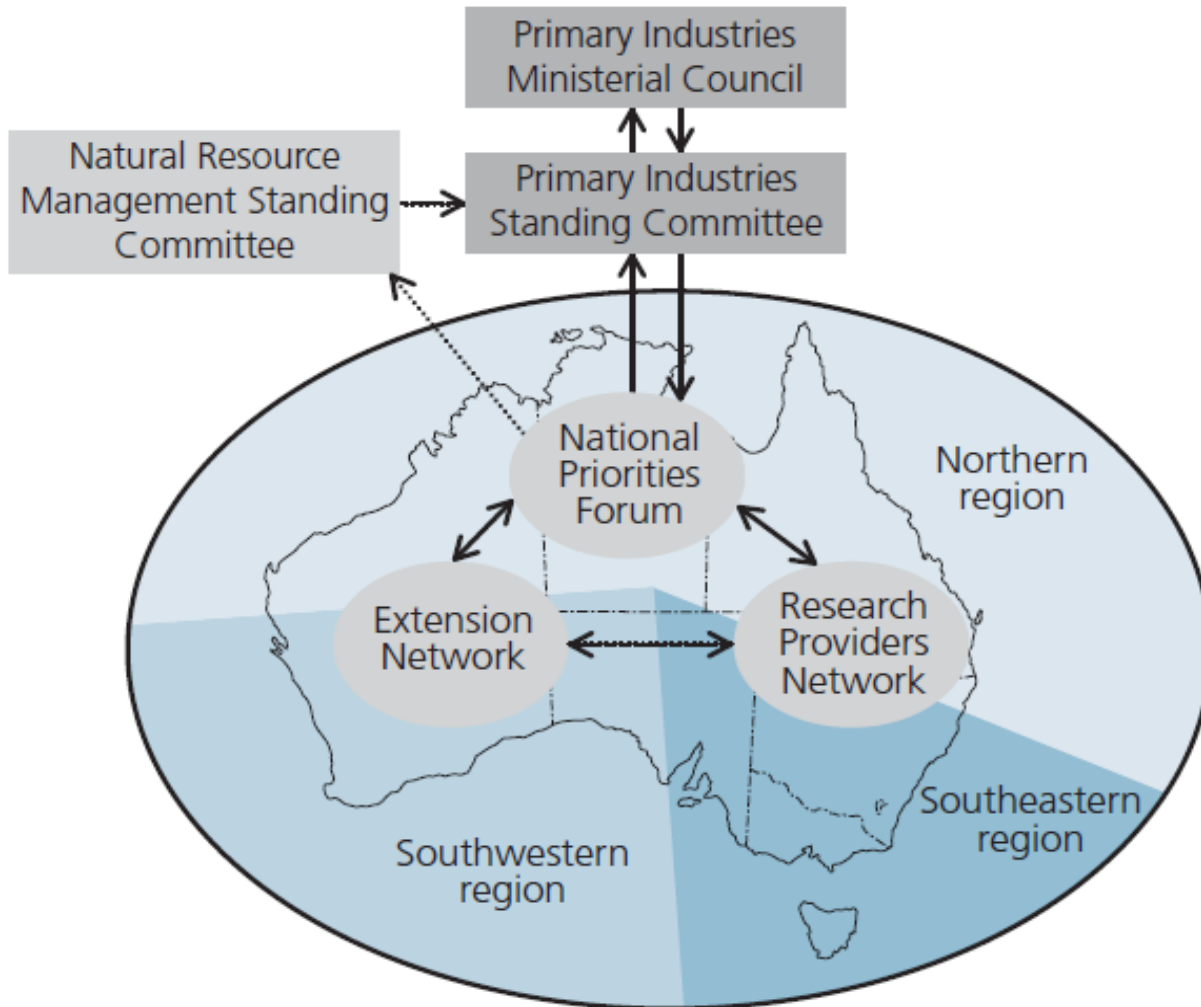 Primary Industries
Ministerial Council
Natural Resource
Management Standing
Committee
Primary Industries
Standing Committee
National
Priorities
Forum
Northern
region
Extension
Network
Research
Providers
Network
Southwestern
region
Southeastern
region